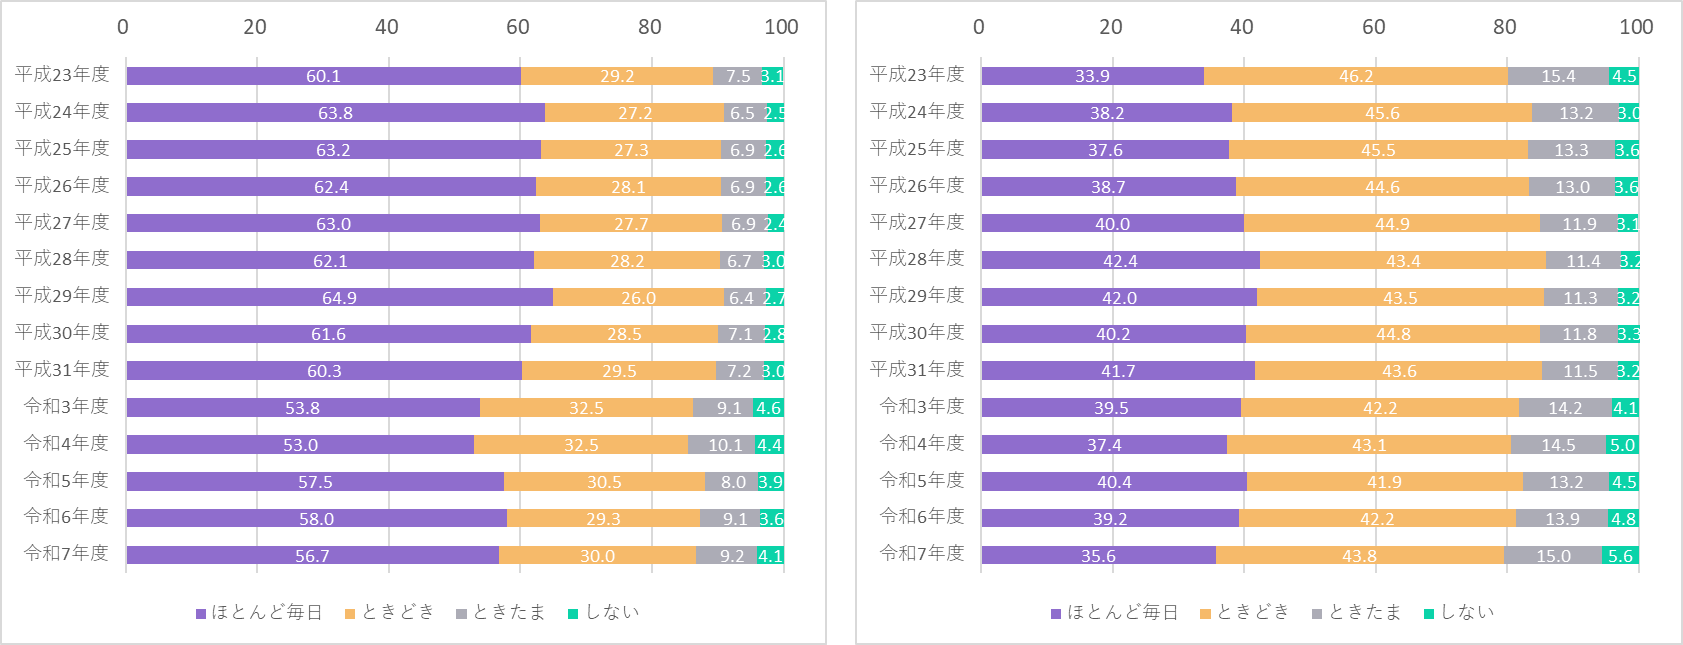 0 20 40 60 80 100
平成23年度 60.1 29.2 7.5 3.1
平成24年度 63.8 27.2 6.5 2.5
平成25年度 63.2 27.3 6.9 2.6
平成26年度 62.4 28.1 6.9 2.6
平成27年度 63.0 27.7 6.9 2.4
平成28年度 62.1 28.2 6.7 3.0
平成29年度 64.9 26.0 6.4 2.7
平成30年度 61.6 28.5 7.1 2.8
平成31年度 60.3 29.5 7.2 3.0
令和3年度 53.8 32.5 9.1 4.6
令和4年度 53.0 32.5 10.1 4.4
令和5年度 57.5 30.5 8.0 3.9
令和6年度 58.0 29.3 9.1 3.6
令和7年度 56.7 30.0 9.2 4.1
ほとんど毎日 ときどき ときたま しない
0 20 40 60 80 100
平成23年度 33.9 46.2 15.4 4.5
平成24年度 38.2 45.6 13.2 3.0
平成25年度 37.6 45.5 13.3 3.6
平成26年度 38.7 44.6 13.0 3.6
平成27年度 40.0 44.9 11.9 3.1
平成28年度 42.4 43.4 11.4 3.2
平成29年度 42.0 43.5 11.3 3.2
平成30年度 40.2 44.8 11.8 3.3
平成31年度 41.7 43.6 11.5 3.2
令和3年度 39.5 42.2 14.2 4.1
令和4年度 37.4 43.1 14.5 5.0
令和5年度 40.4 41.9 13.2 4.5
令和6年度 39.2 42.2 13.9 4.8
令和7年度 35.6 43.8 15.0 5.6
ほとんど毎日 ときどき ときたま しない